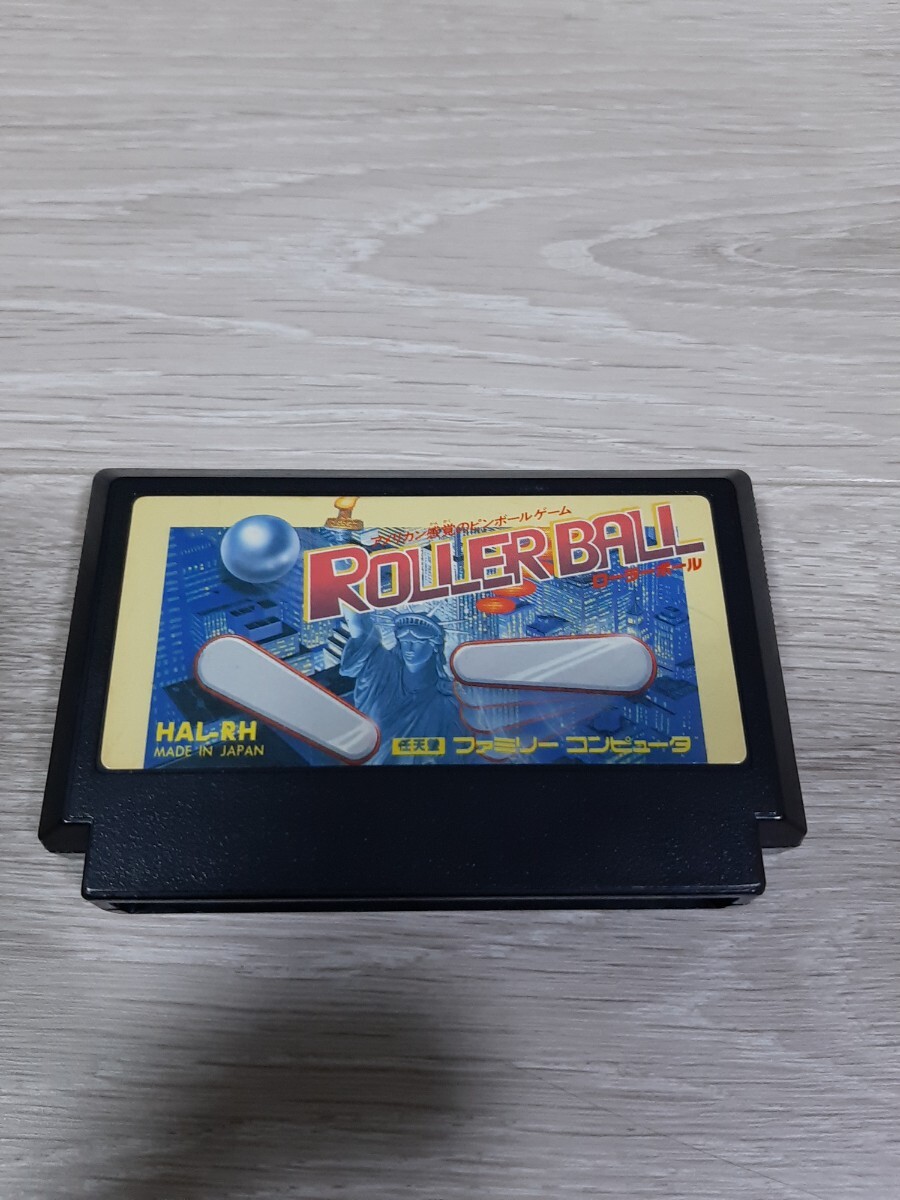 アメリカン感覚のピンボールゲーム
ROLLERBALL
ローラーボール
HAL-RH
MADE IN JAPAN
任天堂 ファミリー コンピュータ